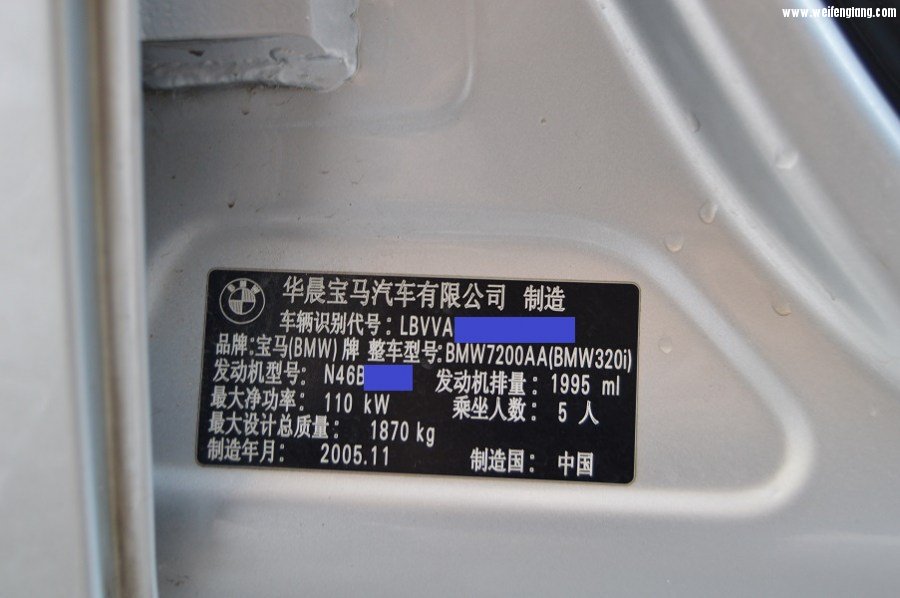 www.weifengtang.com
华晨宝马汽车有限公司 制造
车辆识别代号：LBVVA
品牌：宝马(BMW)牌 整车型号：BMW7200AA(BMW320i)
发动机型号： N46B 发动机排量：1995 ml
最大净功率： 110 kW 乘坐人数： 5 人
最大设计总质量： 1870 kg
制造年月： 2005.11 制造国： 中国